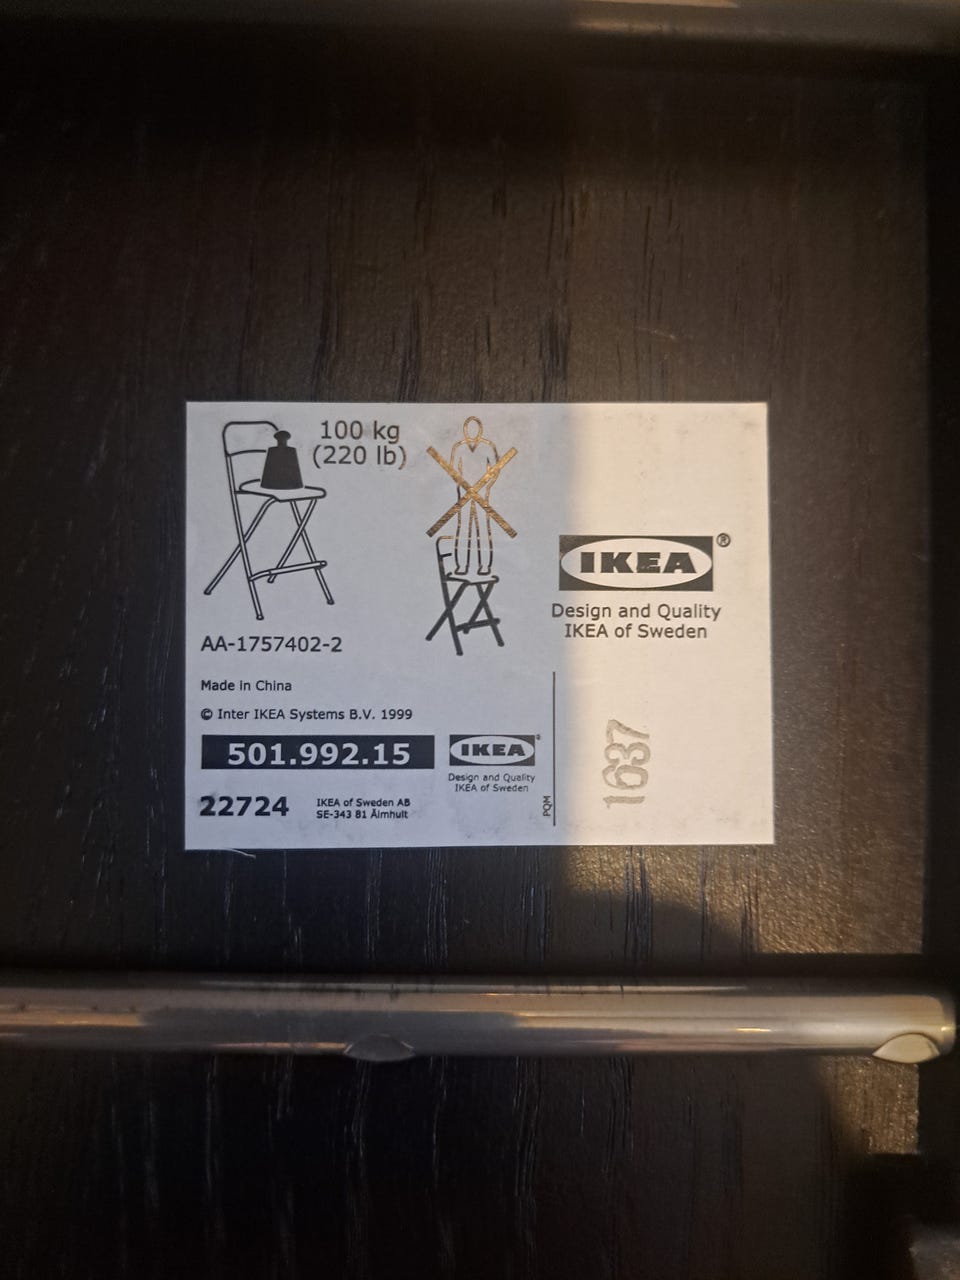 100 kg
(220 lb)
AA-1757402-2
IKEA®
Design and Quality
IKEA of Sweden
Made in China
© Inter IKEA Systems B.V. 1999
501.992.15
IKEA®
Design and Quality
IKEA of Sweden
22724
IKEA of Sweden AB
SE-343 81 Älmhult
PQM
1637